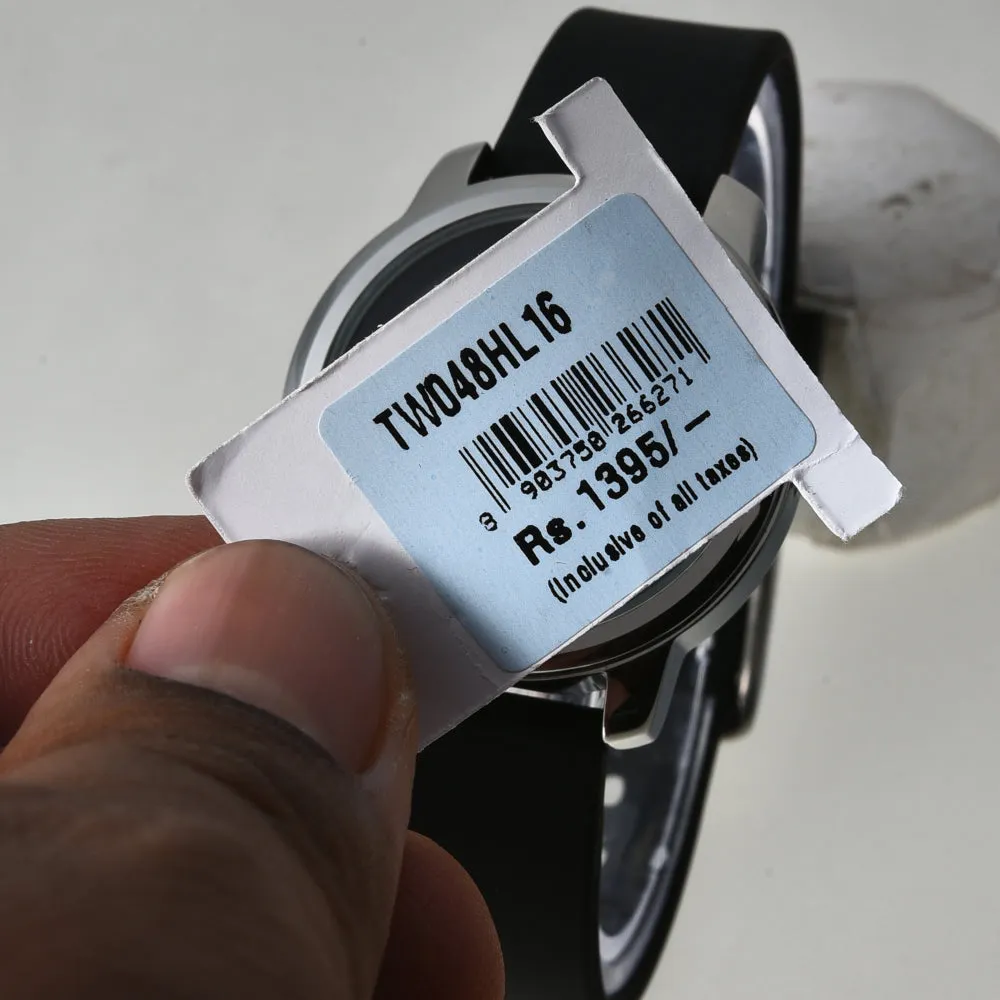 TW048HL16
8 903758 266271
Rs. 1395/-
(Inclusive of all taxes)